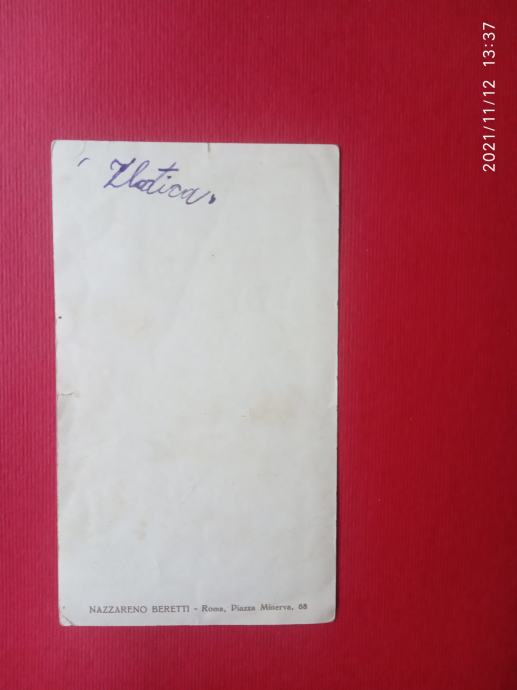 Zlatica
NAZZARENO BERETTI - Roma, Piazza Minerva, 68
2021/11/12 13:37